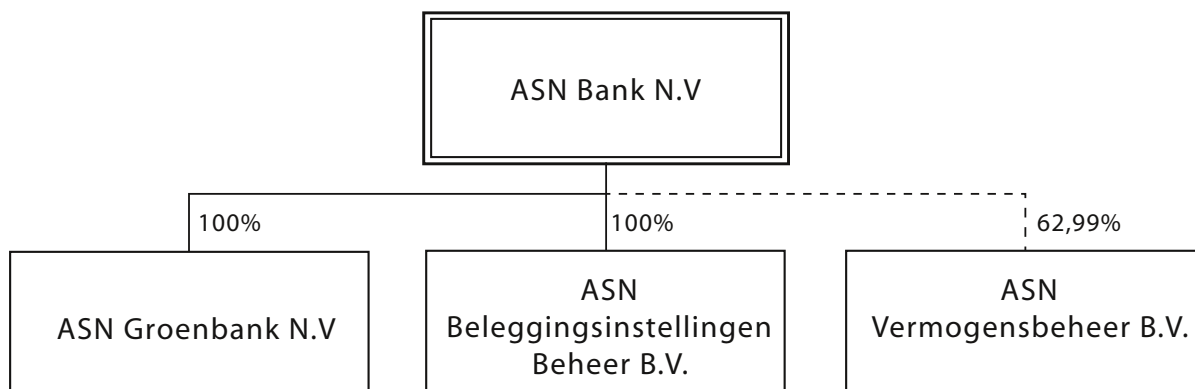 ASN Bank N.V
100%
100%
62,99%
ASN Groenbank N.V
ASN
Beleggingsinstellingen
Beheer B.V.
ASN
Vermogensbeheer B.V.